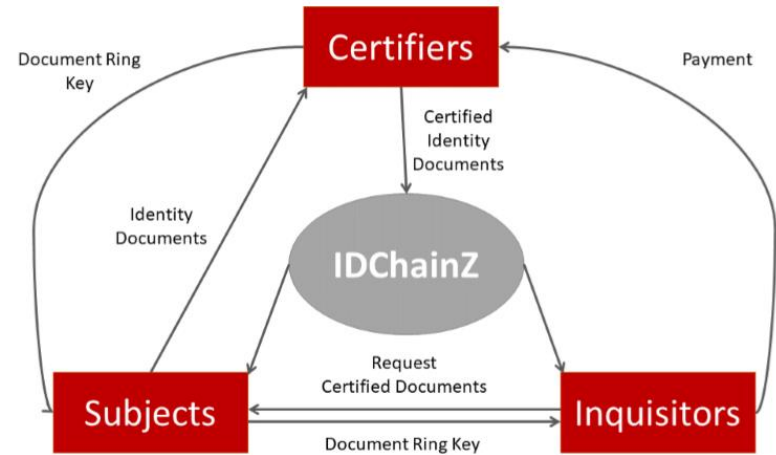 Certifiers
Document Ring
Key
Payment
Certified
Identity
Documents
Identity
Documents
IDChainZ
Request
Certified Documents
Subjects
Inquisitors
Document Ring Key